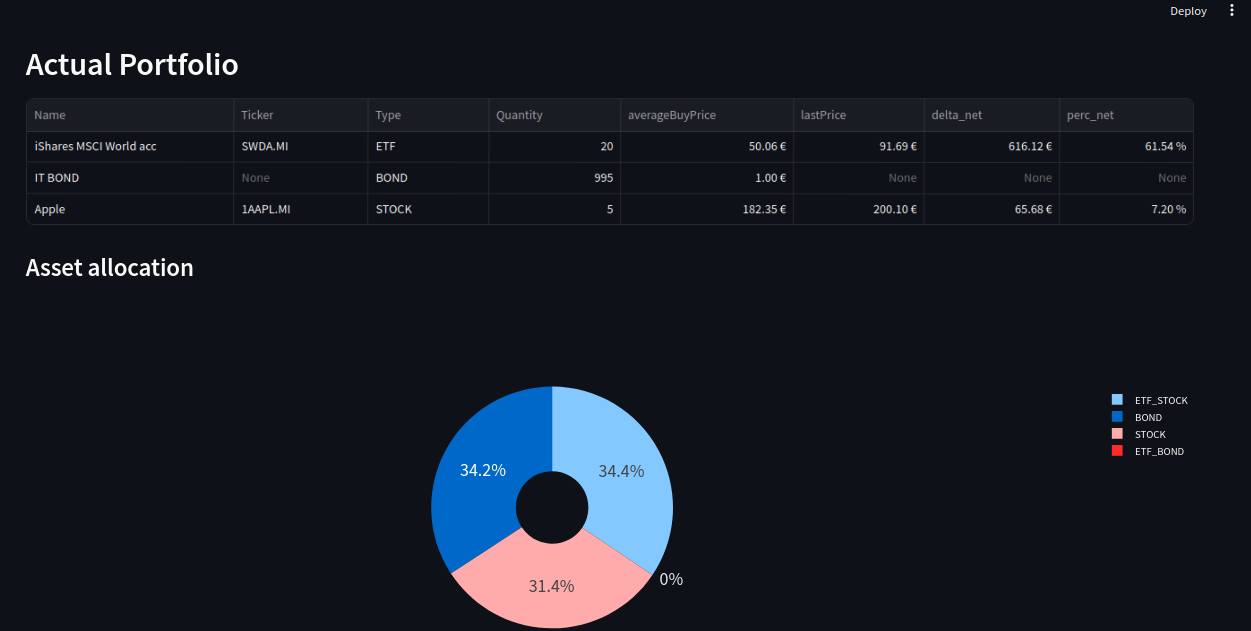 Deploy
Actual Portfolio
Name Ticker Type Quantity averageBuyPrice lastPrice delta_net perc_net
iShares MSCI World acc SWDA.MI ETF 20 50.06 € 91.69 € 616.12 € 61.54 %
IT BOND None BOND 995 1.00 € None None None
Apple 1AAPL.MI STOCK 5 182.35 € 200.10 € 65.68 € 7.20 %
Asset allocation
ETF_STOCK
BOND
STOCK
ETF_BOND
34.2%
34.4%
0%
31.4%